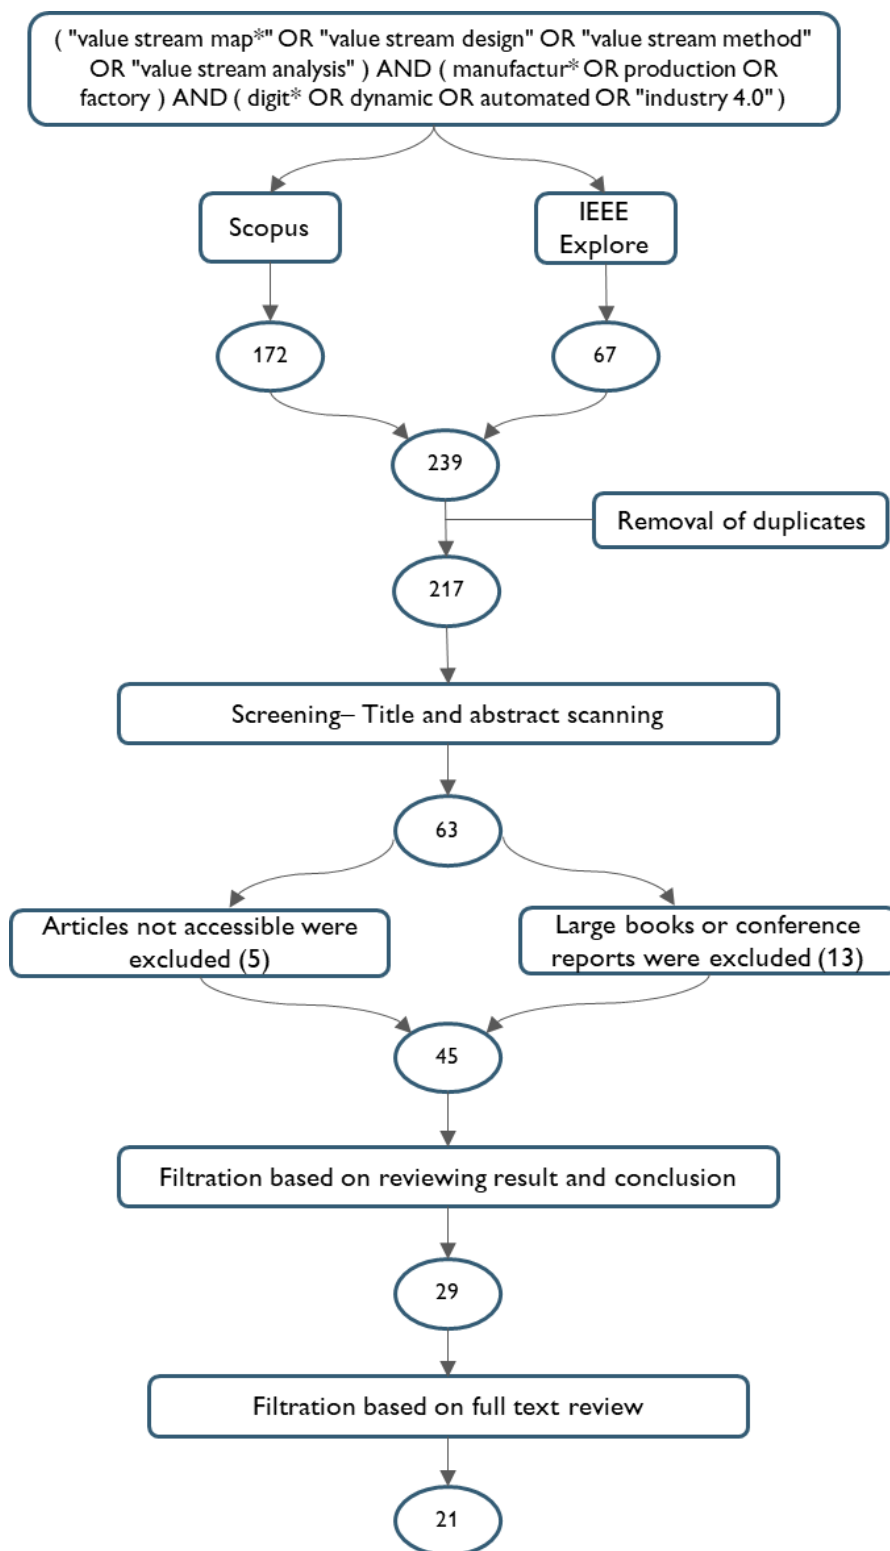 ( "value stream map*" OR "value stream design" OR "value stream method"
OR "value stream analysis" ) AND ( manufactur* OR production OR
factory ) AND ( digit* OR dynamic OR automated OR "industry 4.0" )
Scopus
IEEE
Explore
172
67
239
Removal of duplicates
217
Screening– Title and abstract scanning
63
Articles not accessible were
excluded (5)
Large books or conference
reports were excluded (13)
45
Filtration based on reviewing result and conclusion
29
Filtration based on full text review
21